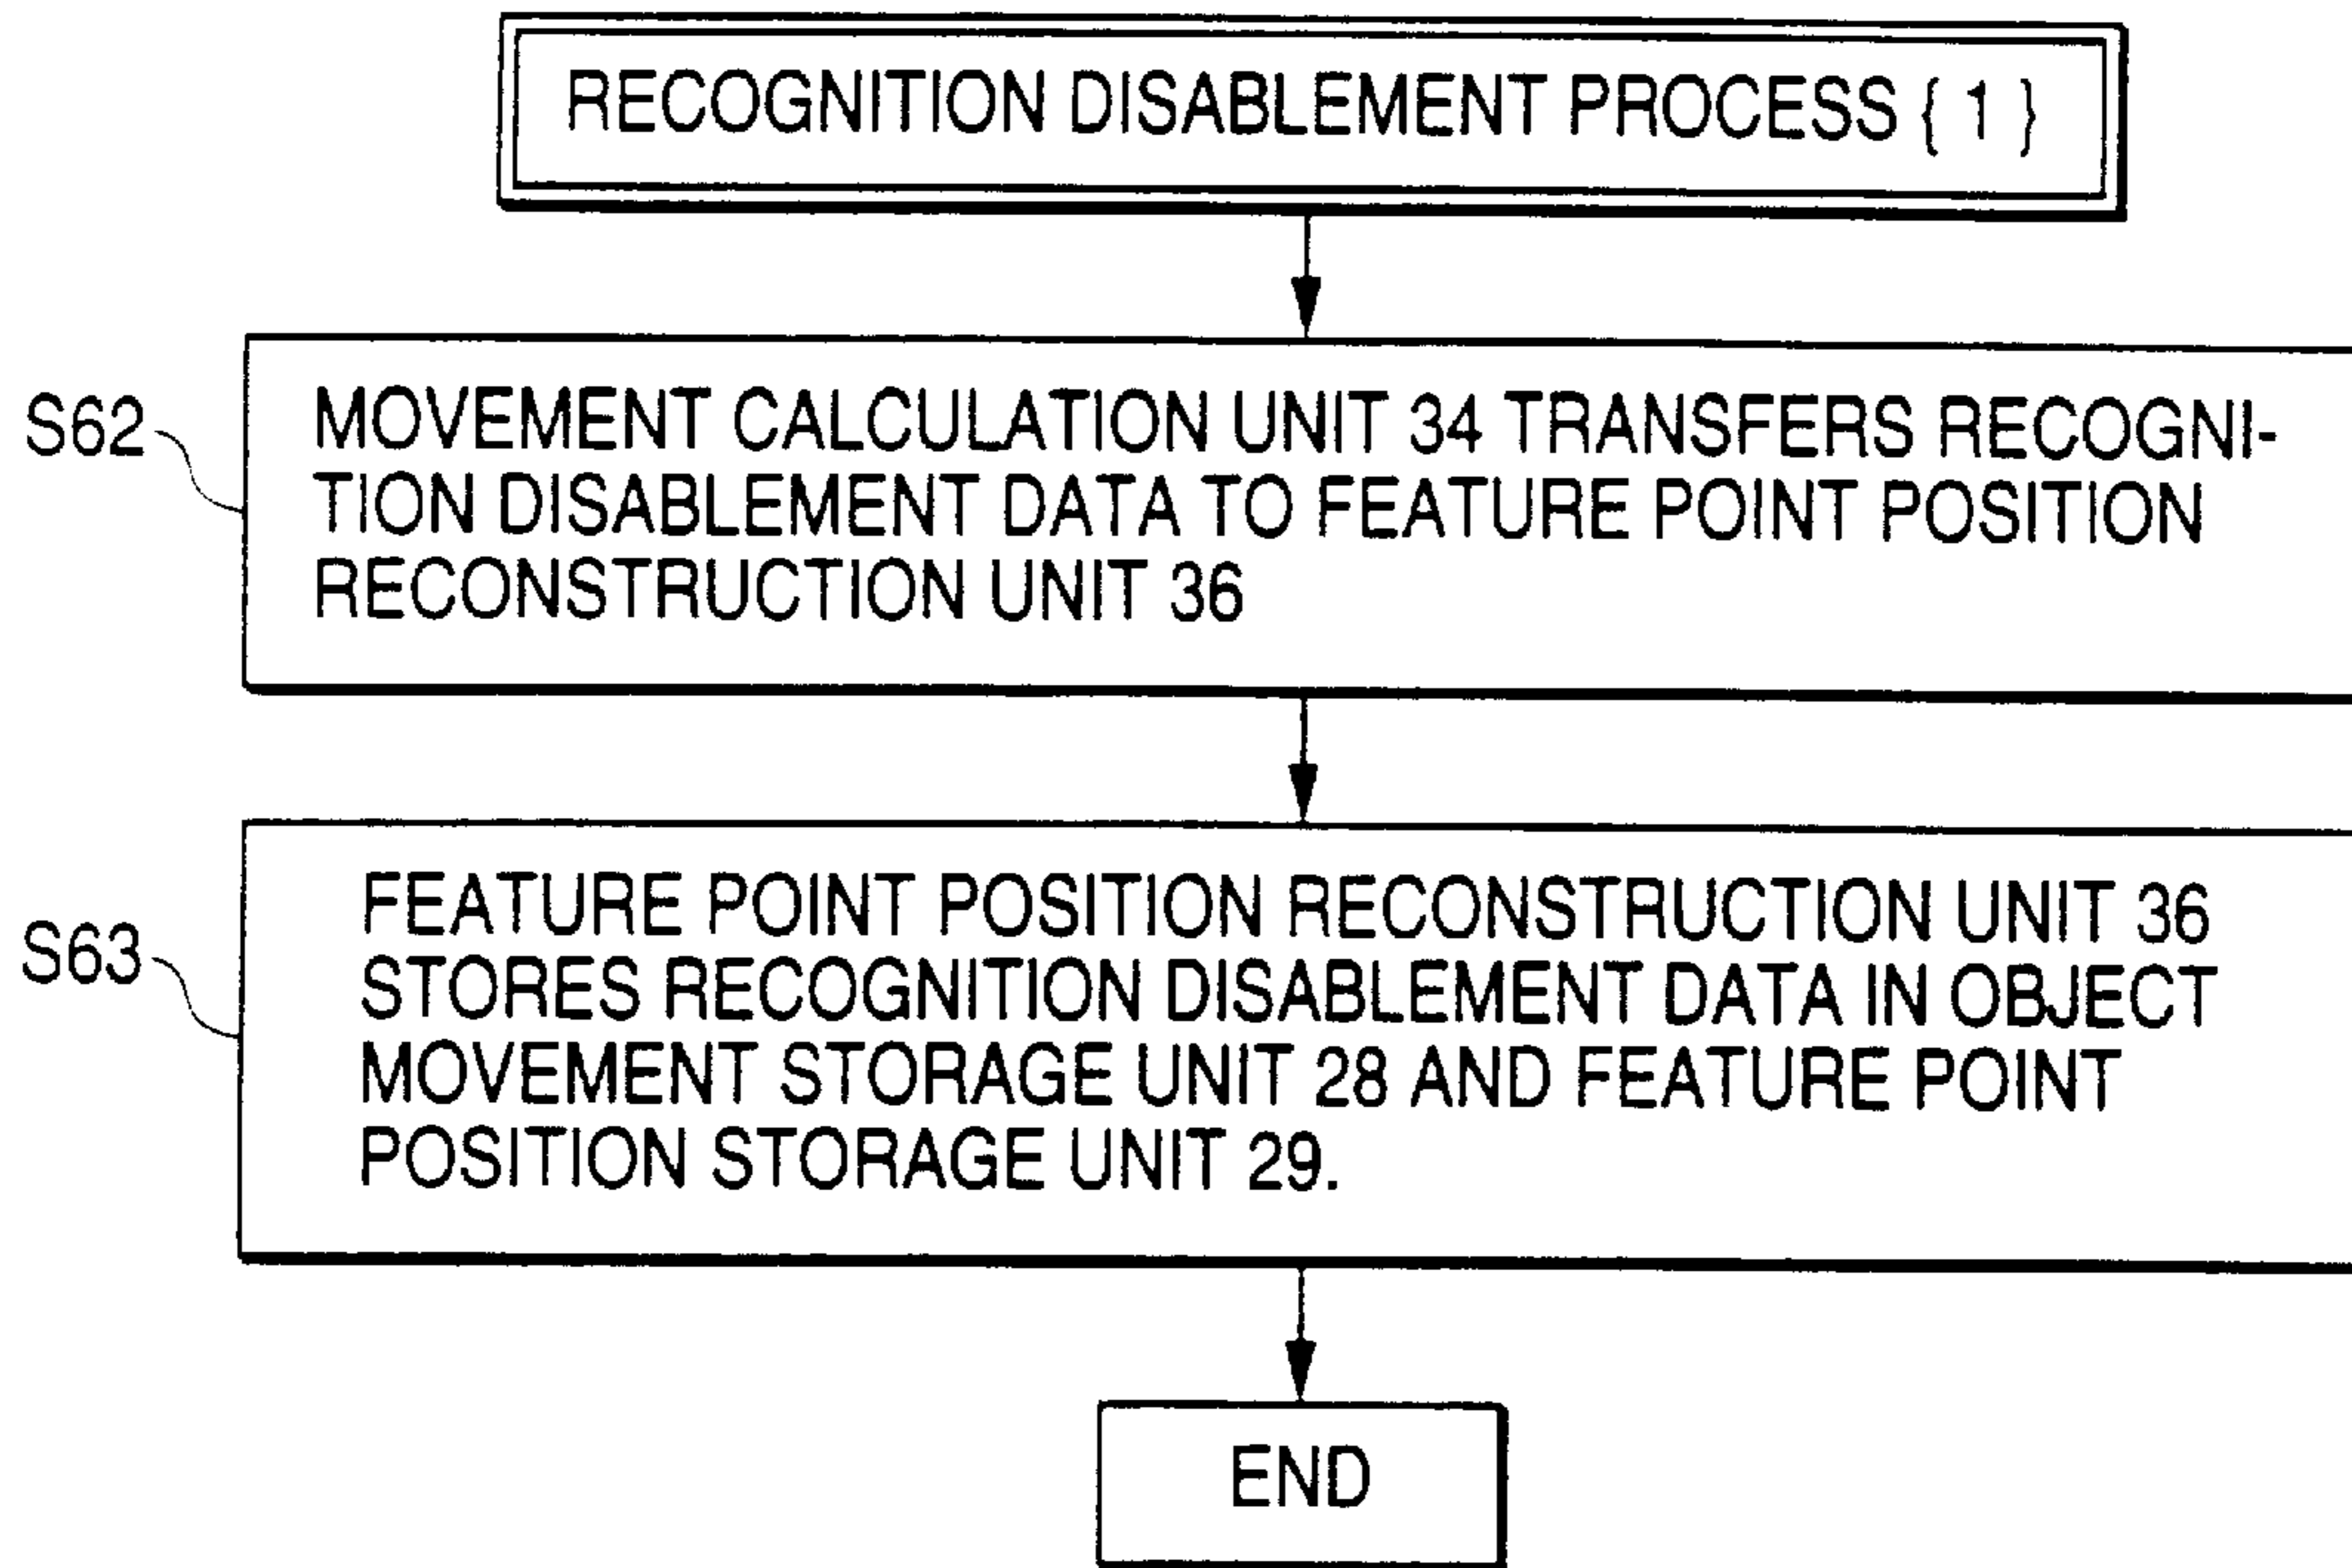 RECOGNITION DISABLEMENT PROCESS { 1 }
S62
MOVEMENT CALCULATION UNIT 34 TRANSFERS RECOGNI-
TION DISABLEMENT DATA TO FEATURE POINT POSITION
RECONSTRUCTION UNIT 36
S63
FEATURE POINT POSITION RECONSTRUCTION UNIT 36
STORES RECOGNITION DISABLEMENT DATA IN OBJECT
MOVEMENT STORAGE UNIT 28 AND FEATURE POINT
POSITION STORAGE UNIT 29.
END